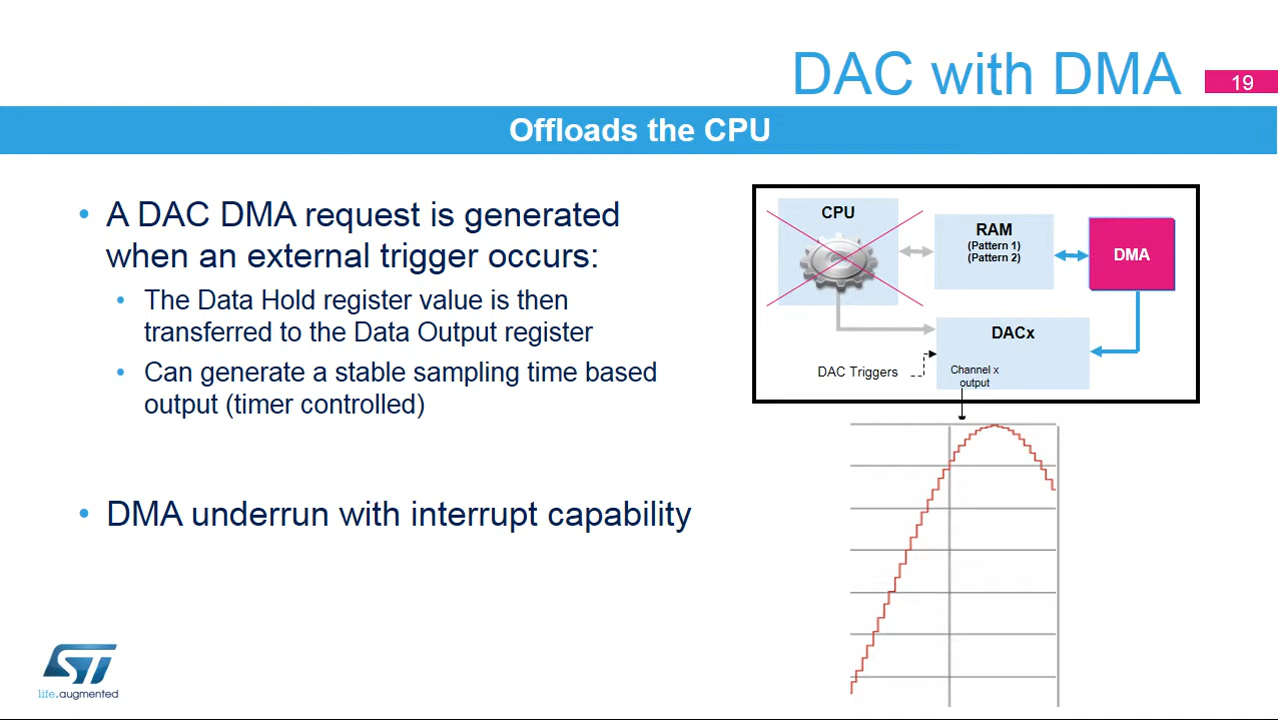 DAC with DMA
19
Offloads the CPU
• A DAC DMA request is generated
when an external trigger occurs:
• The Data Hold register value is then
transferred to the Data Output register
• Can generate a stable sampling time based
output (timer controlled)
• DMA underrun with interrupt capability
CPU
RAM
(Pattern 1)
(Pattern 2)
DMA
DACx
DAC Triggers
Channel x
output
ST
life.augmented